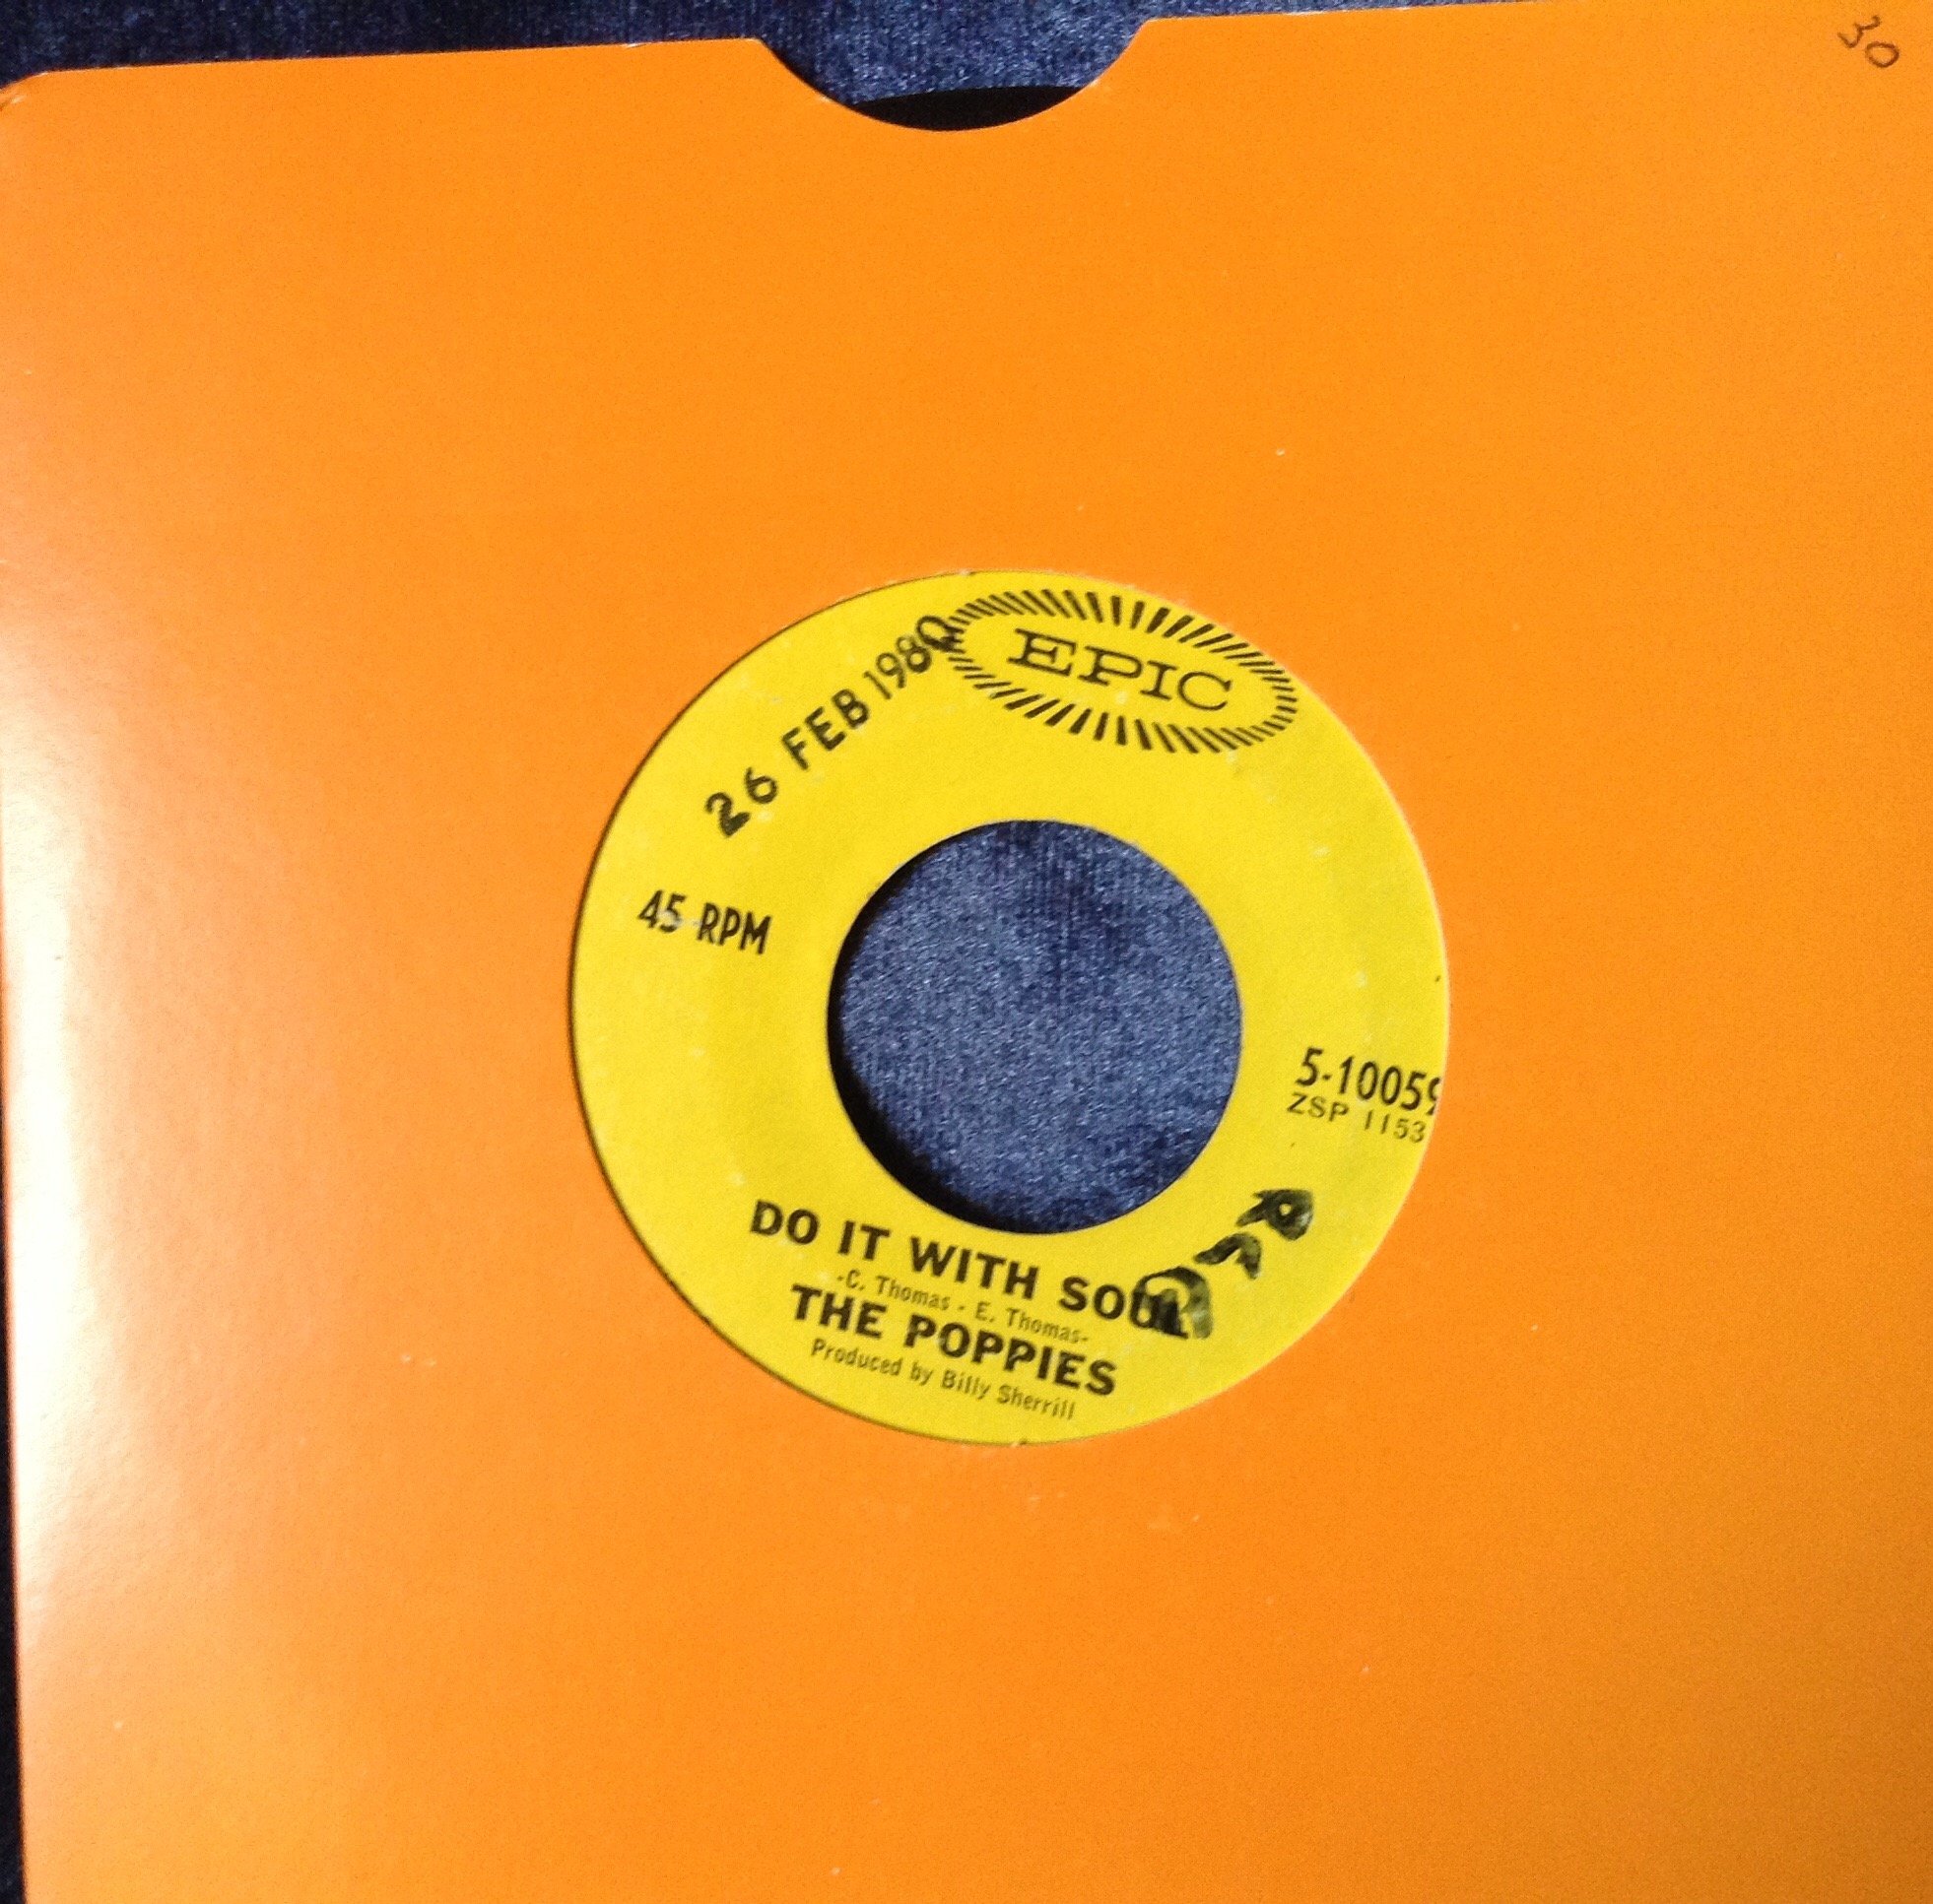 30
EPIC
26 FEB 1980
45 RPM
5-10059
ZSP 1153
DO IT WITH SOUL
-C. Thomas - E. Thomas-
THE POPPIES
Produced by Billy Sherrill